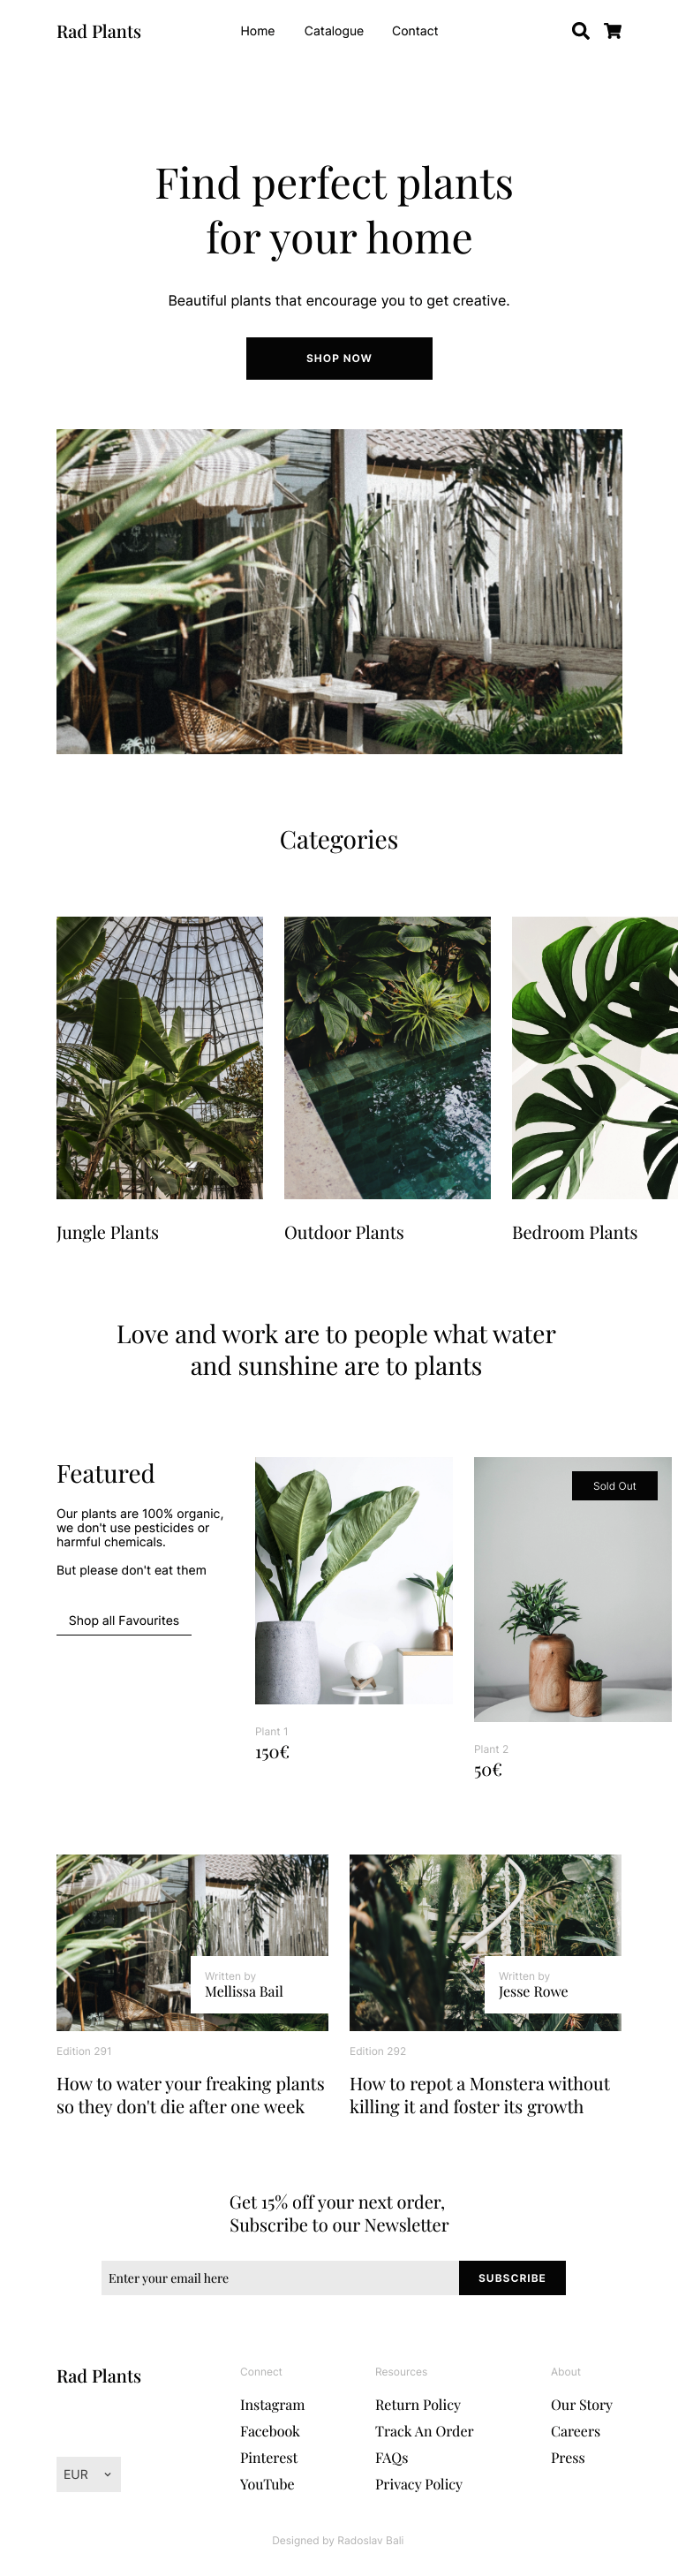 Rad Plants
Home
Catalogue
Contact
Find perfect plants
for your home
Beautiful plants that encourage you to get creative.
SHOP NOW
NO
BAD
Categories
Jungle Plants
Outdoor Plants
Bedroom Plants
Love and work are to people what water
and sunshine are to plants
Featured
Our plants are 100% organic,
we don't use pesticides or
harmful chemicals.
But please don't eat them
Shop all Favourites
Plant 1
150€
Sold Out
Plant 2
50€
Written by
Mellissa Bail
Edition 291
How to water your freaking plants
so they don't die after one week
Written by
Jesse Rowe
Edition 292
How to repot a Monstera without
killing it and foster its growth
Get 15% off your next order,
Subscribe to our Newsletter
Enter your email here
SUBSCRIBE
Rad Plants
EUR
Connect
Instagram
Facebook
Pinterest
YouTube
Resources
Return Policy
Track An Order
FAQs
Privacy Policy
About
Our Story
Careers
Press
Designed by Radoslav Bali